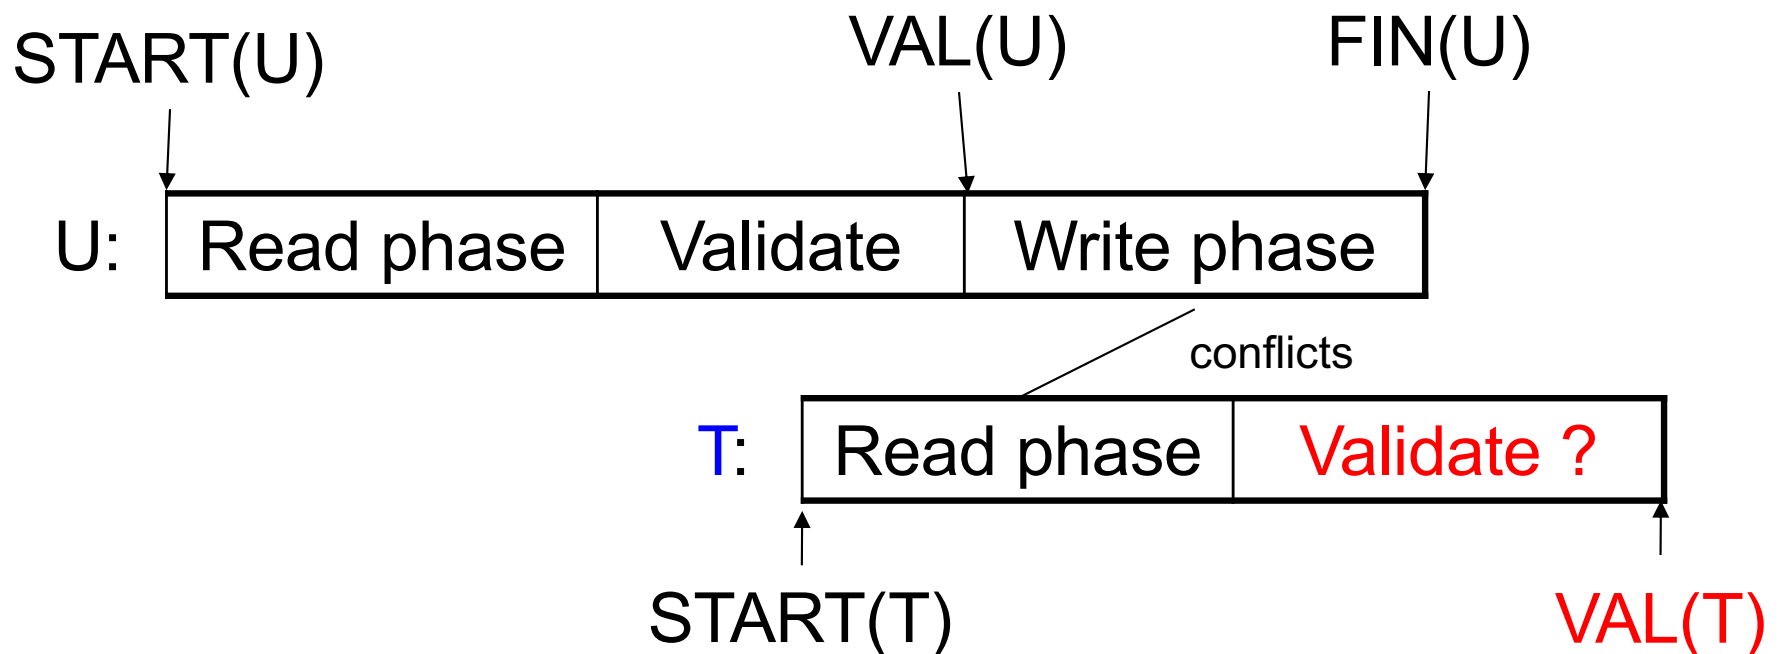 START(U) VAL(U) FIN(U)
U: Read phase Validate Write phase
conflicts
T: Read phase Validate ?
START(T) VAL(T)